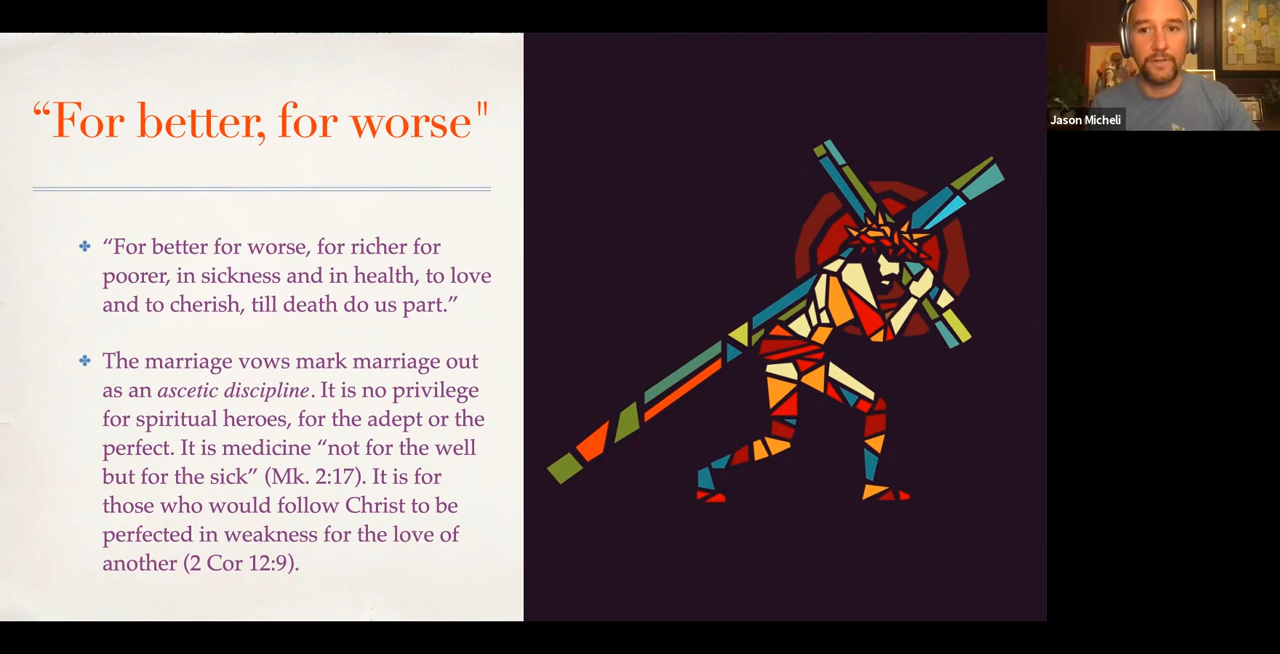 “For better, for worse"
“For better for worse, for richer for
poorer, in sickness and in health, to love
and to cherish, till death do us part.”
The marriage vows mark marriage out
as an ascetic discipline. It is no privilege
for spiritual heroes, for the adept or the
perfect. It is medicine “not for the well
but for the sick” (Mk. 2:17). It is for
those who would follow Christ to be
perfected in weakness for the love of
another (2 Cor 12:9).
Jason Micheli